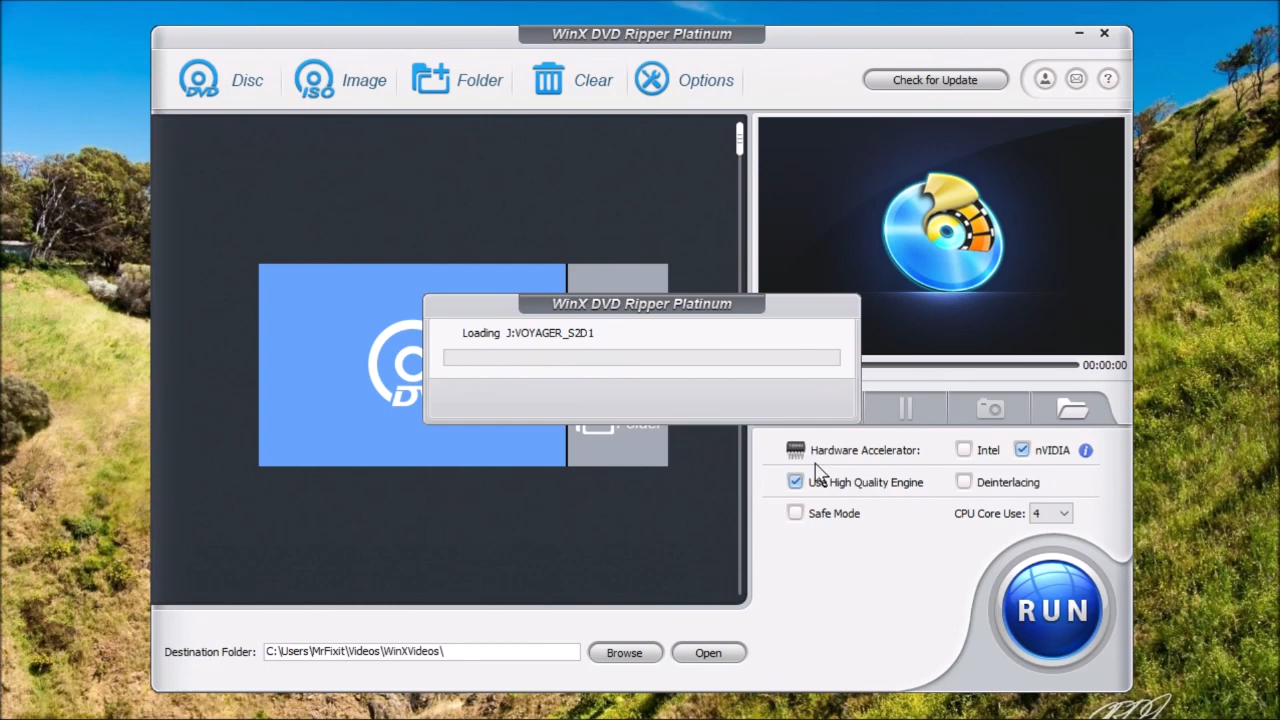 WinX DVD Ripper Platinum
DVD Disc
ISO Image
Folder
Clear
Options
Check for Update
?
WinX DVD Ripper Platinum
Loading J:VOYAGER_S2D1
00:00:00
Hardware Accelerator:
Intel
nVIDIA
i
Use High Quality Engine
Deinterlacing
Safe Mode
CPU Core Use:
4
RUN
Destination Folder:
C:\Users\MrFixit\Videos\WinXVideos\
Browse
Open